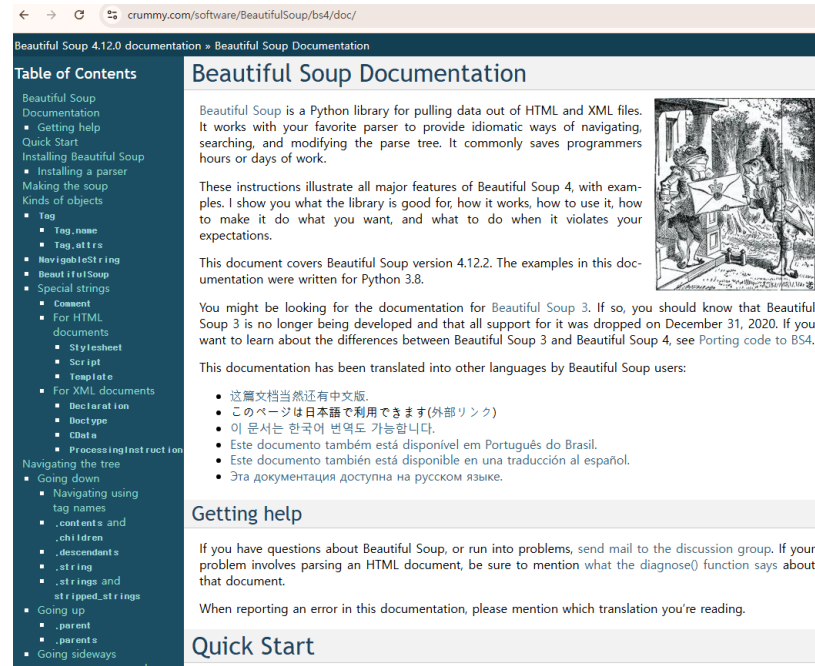 crummy.com/software/BeautifulSoup/bs4/doc/
Beautiful Soup 4.12.0 documentation » Beautiful Soup Documentation
Table of Contents
Beautiful Soup
Documentation
Getting help
Quick Start
Installing Beautiful Soup
Installing a parser
Making the soup
Kinds of objects
Tag
Tag.name
Tag.attrs
NavigableString
BeautifulSoup
Special strings
Comment
For HTML
documents
Stylesheet
Script
Template
For XML documents
Declaration
Doctype
CData
ProcessingInstruction
Navigating the tree
Going down
Navigating using
tag names
.contents and
.children
.descendants
.string
.strings and
stripped_strings
Going up
.parent
.parents
Going sideways
Beautiful Soup Documentation
Beautiful Soup is a Python library for pulling data out of HTML and XML files.
It works with your favorite parser to provide idiomatic ways of navigating,
searching, and modifying the parse tree. It commonly saves programmers
hours or days of work.
These instructions illustrate all major features of Beautiful Soup 4, with exam-
ples. I show you what the library is good for, how it works, how to use it, how
to make it do what you want, and what to do when it violates your
expectations.
This document covers Beautiful Soup version 4.12.2. The examples in this doc-
umentation were written for Python 3.8.
You might be looking for the documentation for Beautiful Soup 3. If so, you should know that Beautiful
Soup 3 is no longer being developed and that all support for it was dropped on December 31, 2020. If you
want to learn about the differences between Beautiful Soup 3 and Beautiful Soup 4, see Porting code to BS4.
This documentation has been translated into other languages by Beautiful Soup users:
这篇文档当然还有中文版.
このページは日本語で利用できます(外部リンク)
이 문서는 한국어 번역도 가능합니다.
Este documento também está disponível em Português do Brasil.
Este documento también está disponible en una traducción al español.
Эта документация доступна на русском языке.
Getting help
If you have questions about Beautiful Soup, or run into problems, send mail to the discussion group. If your
problem involves parsing an HTML document, be sure to mention what the diagnose() function says about
that document.
When reporting an error in this documentation, please mention which translation you're reading.
Quick Start